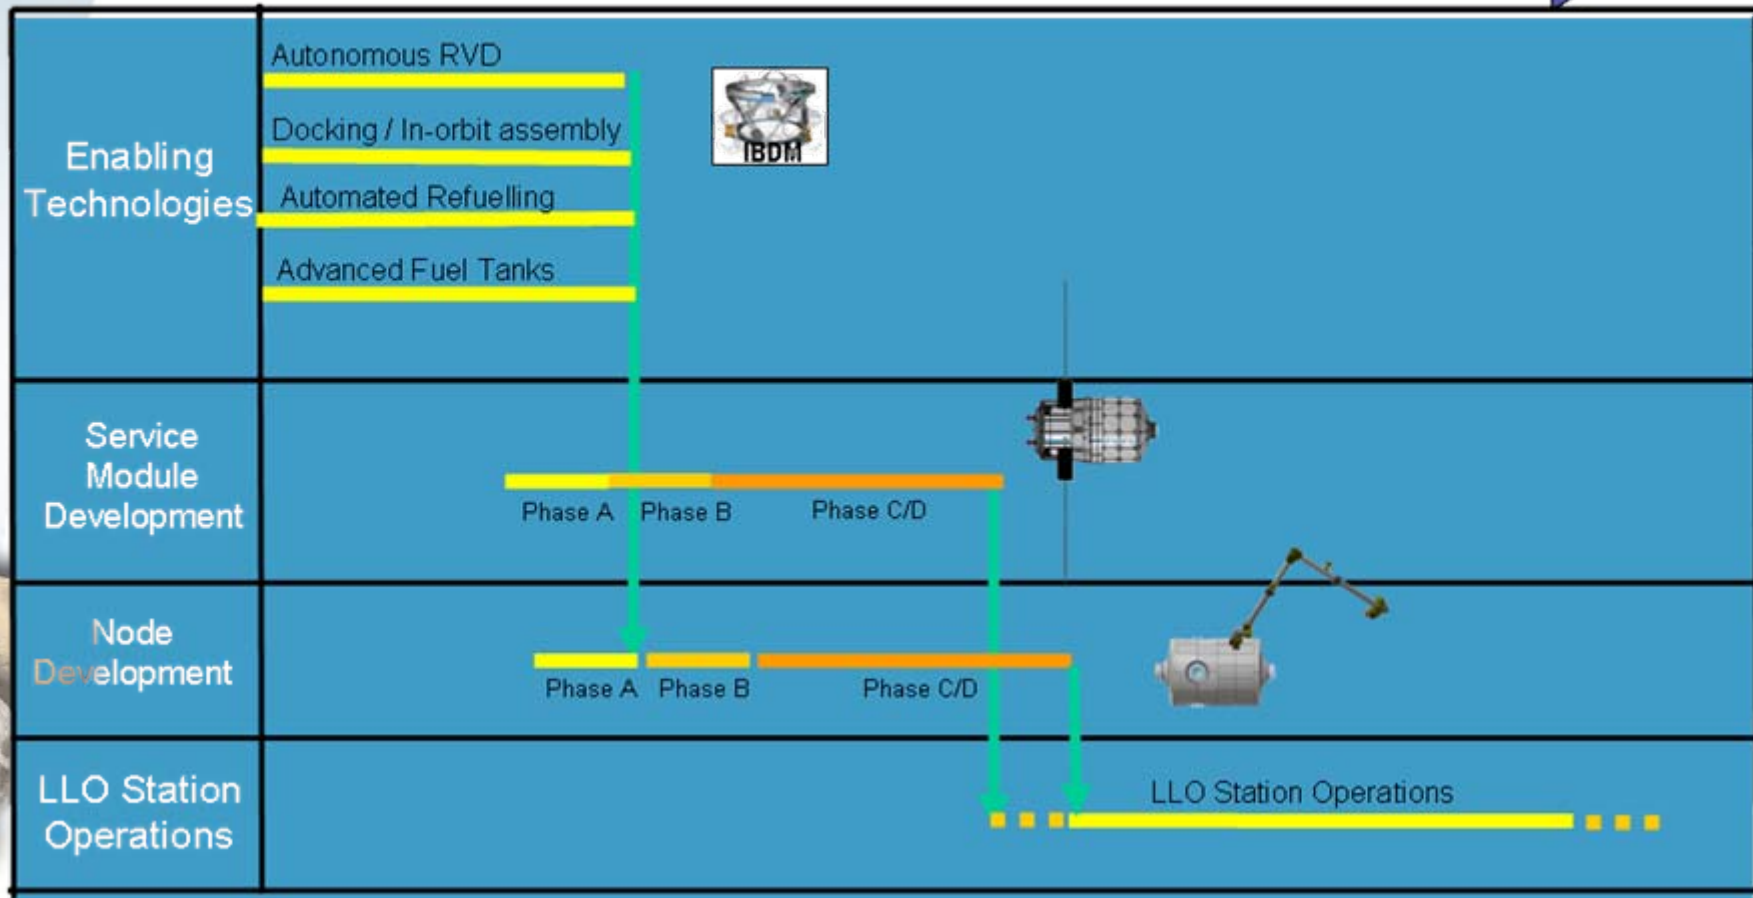 Enabling
Technologies
Autonomous RVD
Docking / In-orbit assembly
Automated Refuelling
Advanced Fuel Tanks
IBDM
Service
Module
Development
Phase A
Phase B
Phase C/D
Node
Development
Phase A
Phase B
Phase C/D
LLO Station
Operations
LLO Station Operations